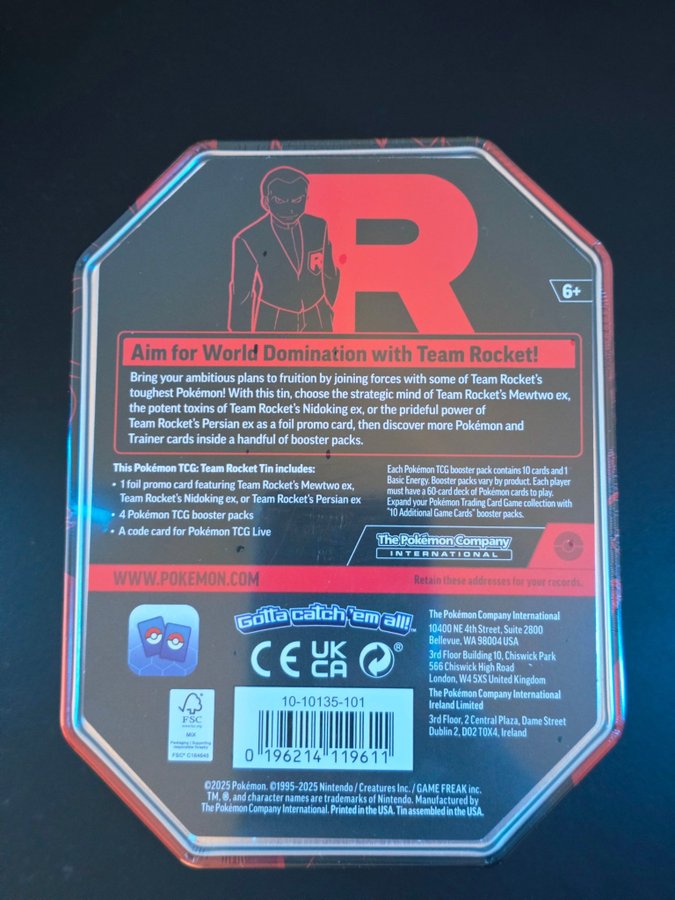 R
R
6+
Aim for World Domination with Team Rocket!
Bring your ambitious plans to fruition by joining forces with some of Team Rocket's
toughest Pokémon! With this tin, choose the strategic mind of Team Rocket's Mewtwo ex,
the potent toxins of Team Rocket's Nidoking ex, or the prideful power of
Team Rocket's Persian ex as a foil promo card, then discover more Pokémon and
Trainer cards inside a handful of booster packs.
This Pokémon TCG: Team Rocket Tin includes:
• 1 foil promo card featuring Team Rocket's Mewtwo ex,
Team Rocket's Nidoking ex, or Team Rocket's Persian ex
• 4 Pokémon TCG booster packs
• A code card for Pokémon TCG Live
Each Pokémon TCG booster pack contains 10 cards and 1
Basic Energy. Booster packs vary by product. Each player
must have a 60-card deck of Pokémon cards to play.
Expand your Pokémon Trading Card Game collection with
"10 Additional Game Cards" booster packs.
The Pokémon Company
INTERNATIONAL
WWW.POKEMON.COM
Retain these addresses for your records.
Gotta catch 'em all!™
CE UK CA ®
The Pokémon Company International
10400 NE 4th Street, Suite 2800
Bellevue, WA 98004 USA
3rd Floor Building 10, Chiswick Park
566 Chiswick High Road
London, W4 5XS United Kingdom
The Pokémon Company International
Ireland Limited
3rd Floor, 2 Central Plaza, Dame Street
Dublin 2, D02 T0X4, Ireland
FSC
www.fsc.org
MIX
Packaging | Supporting
responsible forestry
FSC® C164643
10-10135-101
0 196214 119611
©2025 Pokémon. ©1995-2025 Nintendo / Creatures Inc. / GAME FREAK inc.
TM, ®, and character names are trademarks of Nintendo. Manufactured by
The Pokémon Company International. Printed in the USA. Tin assembled in the USA.